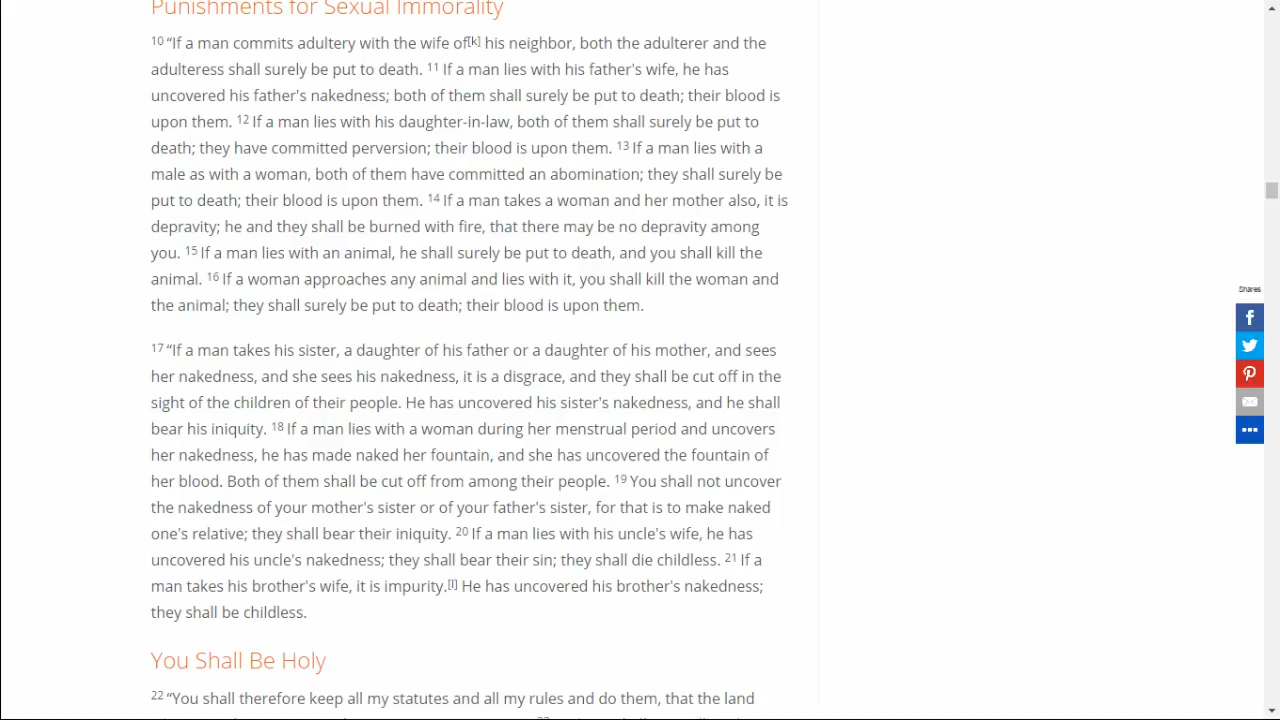 Punishments for Sexual Immorality
10 “If a man commits adultery with the wife of[k] his neighbor, both the adulterer and the
adulteress shall surely be put to death. 11 If a man lies with his father's wife, he has
uncovered his father's nakedness; both of them shall surely be put to death; their blood is
upon them. 12 If a man lies with his daughter-in-law, both of them shall surely be put to
death; they have committed perversion; their blood is upon them. 13 If a man lies with a
male as with a woman, both of them have committed an abomination; they shall surely be
put to death; their blood is upon them. 14 If a man takes a woman and her mother also, it is
depravity; he and they shall be burned with fire, that there may be no depravity among
you. 15 If a man lies with an animal, he shall surely be put to death, and you shall kill the
animal. 16 If a woman approaches any animal and lies with it, you shall kill the woman and
the animal; they shall surely be put to death; their blood is upon them.
17 “If a man takes his sister, a daughter of his father or a daughter of his mother, and sees
her nakedness, and she sees his nakedness, it is a disgrace, and they shall be cut off in the
sight of the children of their people. He has uncovered his sister's nakedness, and he shall
bear his iniquity. 18 If a man lies with a woman during her menstrual period and uncovers
her nakedness, he has made naked her fountain, and she has uncovered the fountain of
her blood. Both of them shall be cut off from among their people. 19 You shall not uncover
the nakedness of your mother's sister or of your father's sister, for that is to make naked
one's relative; they shall bear their iniquity. 20 If a man lies with his uncle's wife, he has
uncovered his uncle's nakedness; they shall bear their sin; they shall die childless. 21 If a
man takes his brother's wife, it is impurity.[l] He has uncovered his brother's nakedness;
they shall be childless.
You Shall Be Holy
22 “You shall therefore keep all my statutes and all my rules and do them, that the land
Shares